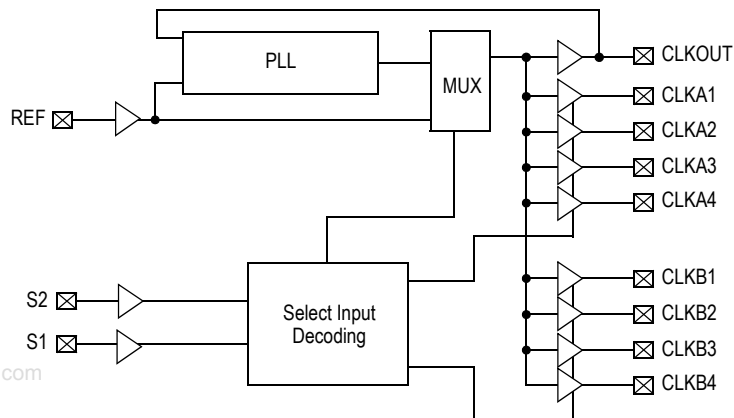 PLL
CLKOUT
MUX
CLKA1
REF
CLKA2
CLKA3
CLKA4
S2
Select Input
Decoding
CLKB1
CLKB2
S1
CLKB3
com
CLKB4